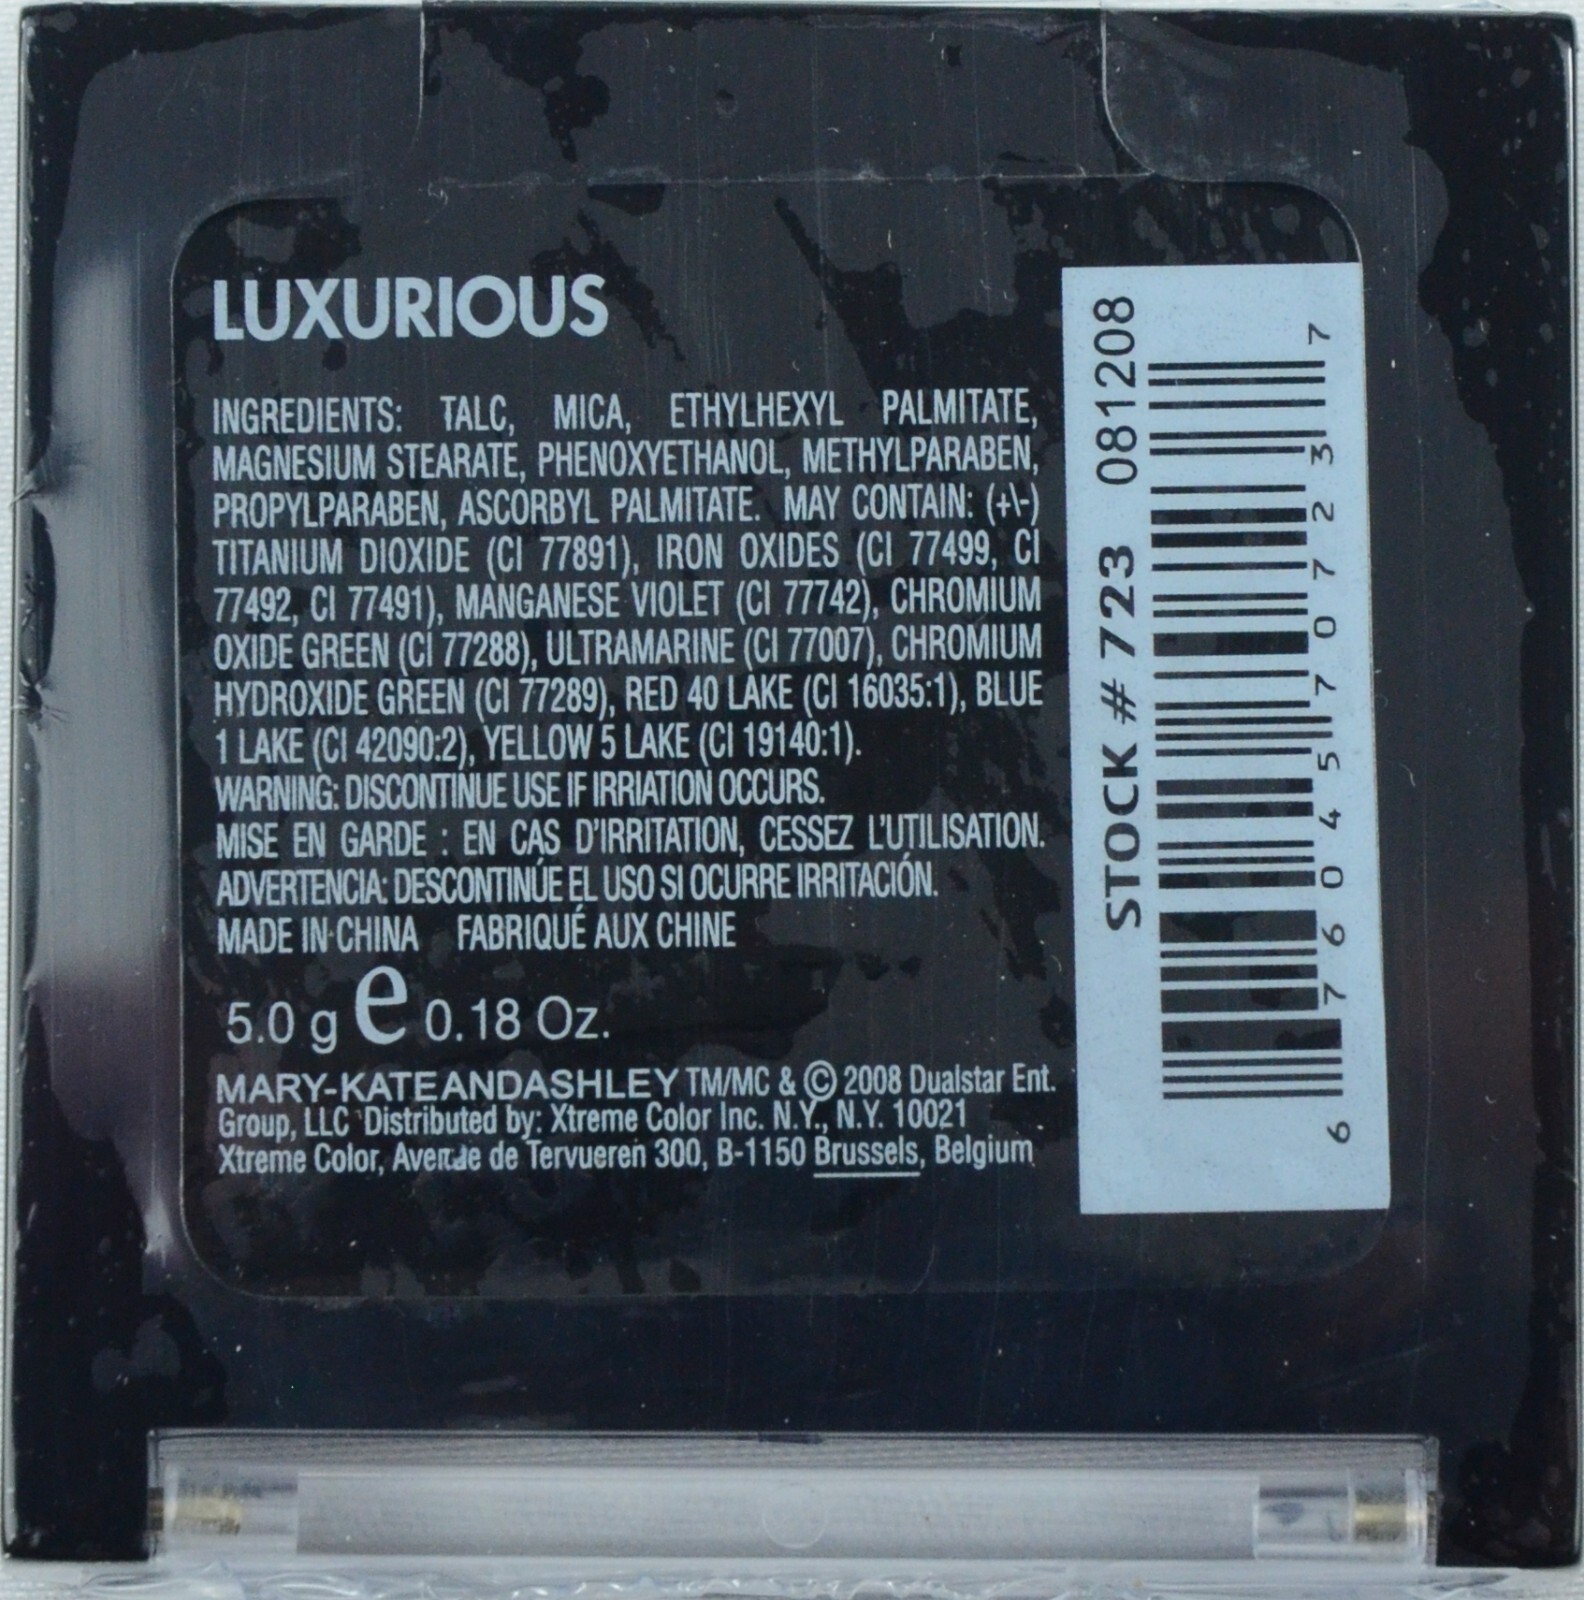 LUXURIOUS
INGREDIENTS: TALC, MICA, ETHYLHEXYL PALMITATE,
MAGNESIUM STEARATE, PHENOXYETHANOL, METHYLPARABEN,
PROPYLPARABEN, ASCORBYL PALMITATE. MAY CONTAIN: (+\-)
TITANIUM DIOXIDE (CI 77891), IRON OXIDES (CI 77499, CI
77492, CI 77491), MANGANESE VIOLET (CI 77742), CHROMIUM
OXIDE GREEN (CI 77288), ULTRAMARINE (CI 77007), CHROMIUM
HYDROXIDE GREEN (CI 77289), RED 40 LAKE (CI 16035:1), BLUE
1 LAKE (CI 42090:2), YELLOW 5 LAKE (CI 19140:1).
WARNING: DISCONTINUE USE IF IRRIATION OCCURS.
MISE EN GARDE : EN CAS D'IRRITATION, CESSEZ L'UTILISATION.
ADVERTENCIA: DESCONTINÚE EL USO SI OCURRE IRRITACIÓN.
MADE IN CHINA FABRIQUÉ AUX CHINE
5.0 g e 0.18 Oz.
MARY-KATEANDASHLEY TM/MC & © 2008 Dualstar Ent.
Group, LLC Distributed by: Xtreme Color Inc. N.Y., N.Y. 10021
Xtreme Color, Avenue de Tervueren 300, B-1150 Brussels, Belgium
STOCK # 723 081208
6 76045 70723 7